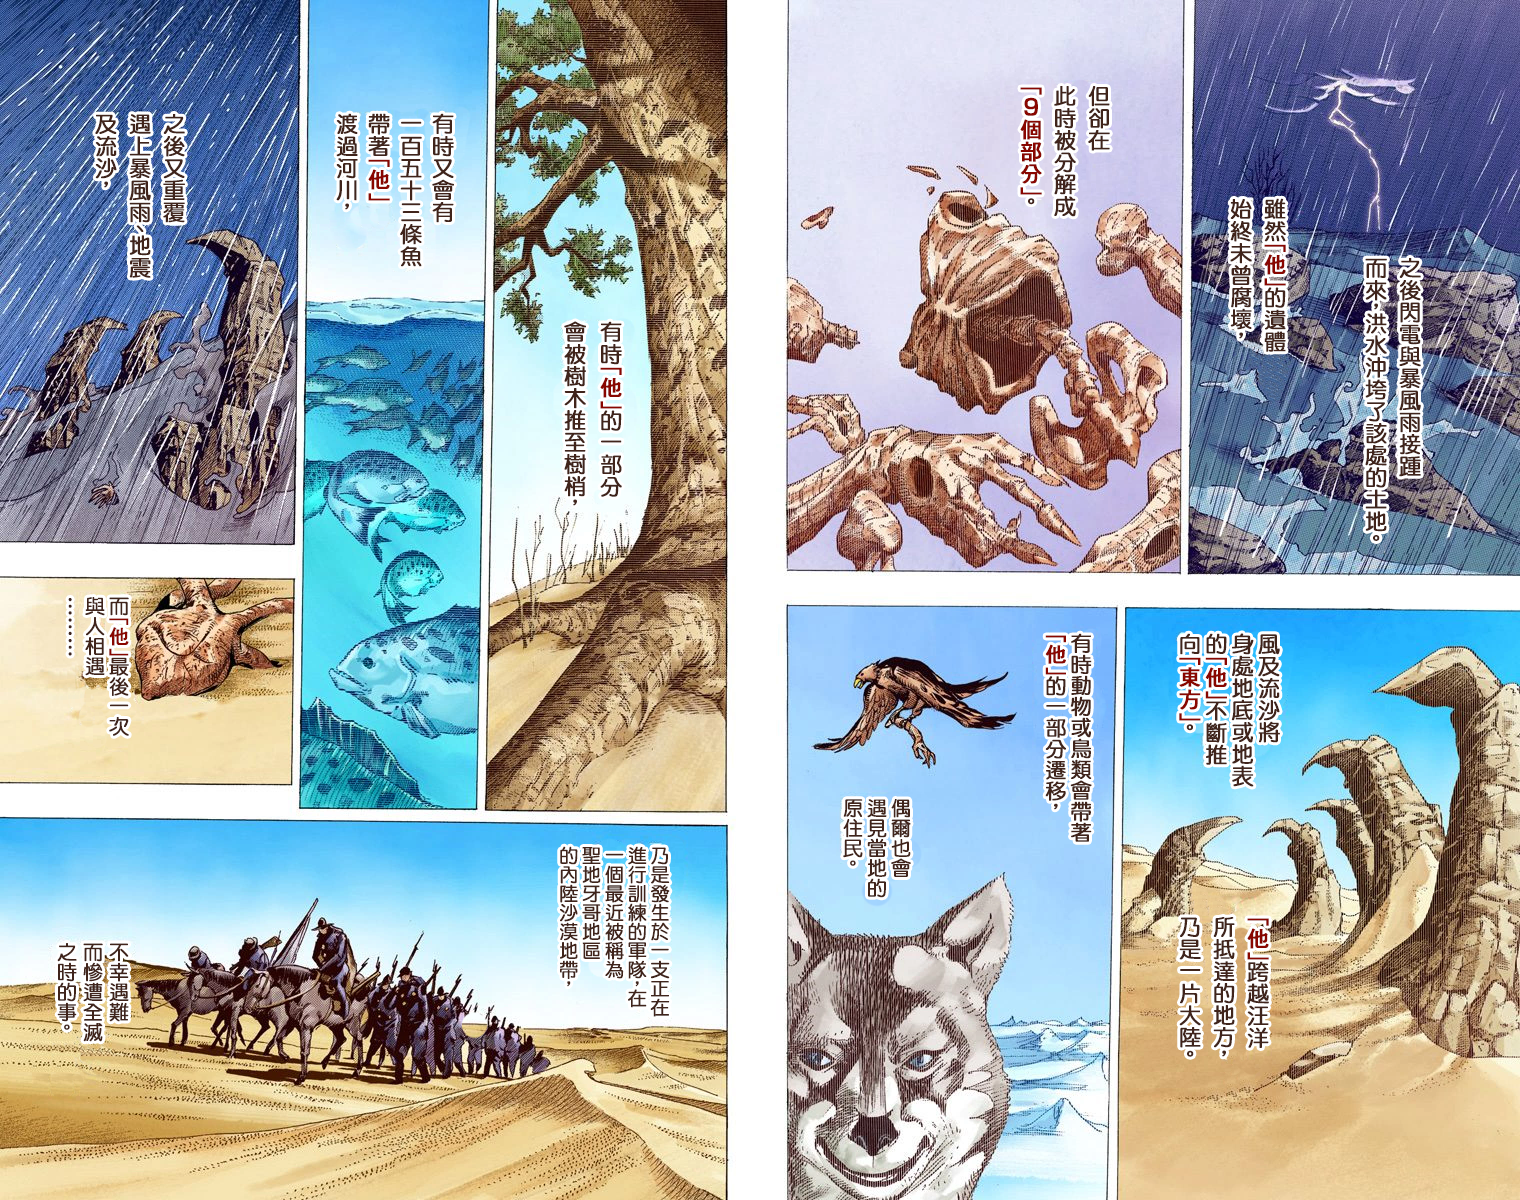 之後閃電與暴風雨接踵
而來，洪水沖垮了該處的土地。
雖然「他」的遺體
始終未曾腐壞，
但卻在
此時被分解成
「９個部分」。
風及流沙將
身處地底或地表
的「他」不斷推
向「東方」。
「他」跨越汪洋
所抵達的地方，
乃是一片大陸。
有時動物或鳥類會帶著
「他」的一部分遷移，
偶爾也會
遇見當地的
原住民。
有時「他」的一部分
會被樹木推至樹梢，
有時又會有
一百五十三條魚
帶著「他」
渡過河川，
之後又重覆
遇上暴風雨、地震
及流沙，
而「他」最後一次
與人相遇
………
乃是發生於一支正在
進行訓練的軍隊，在
一個最近被稱為
聖地牙哥地區
的內陸沙漠地帶，
不幸遇難
而慘遭全滅
之時的事。